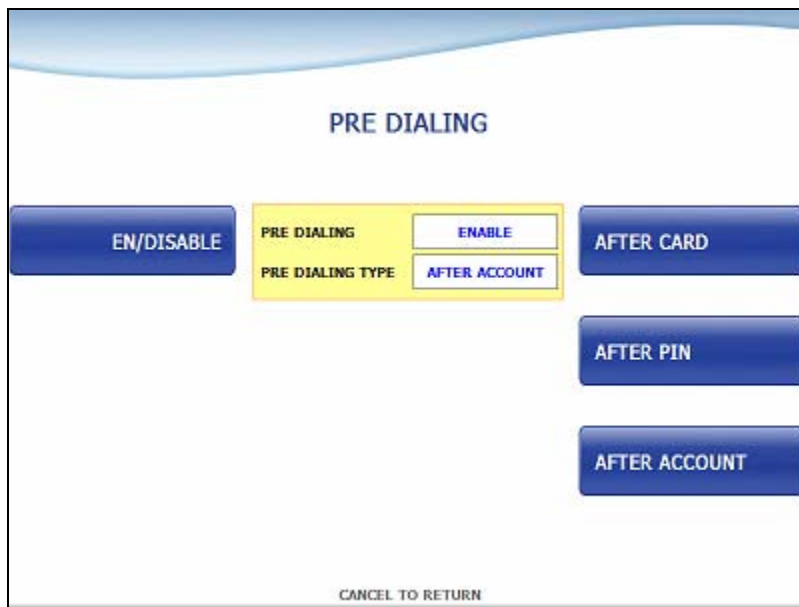 PRE DIALING
EN/DISABLE
PRE DIALING ENABLE
PRE DIALING TYPE AFTER ACCOUNT
AFTER CARD
AFTER PIN
AFTER ACCOUNT
CANCEL TO RETURN